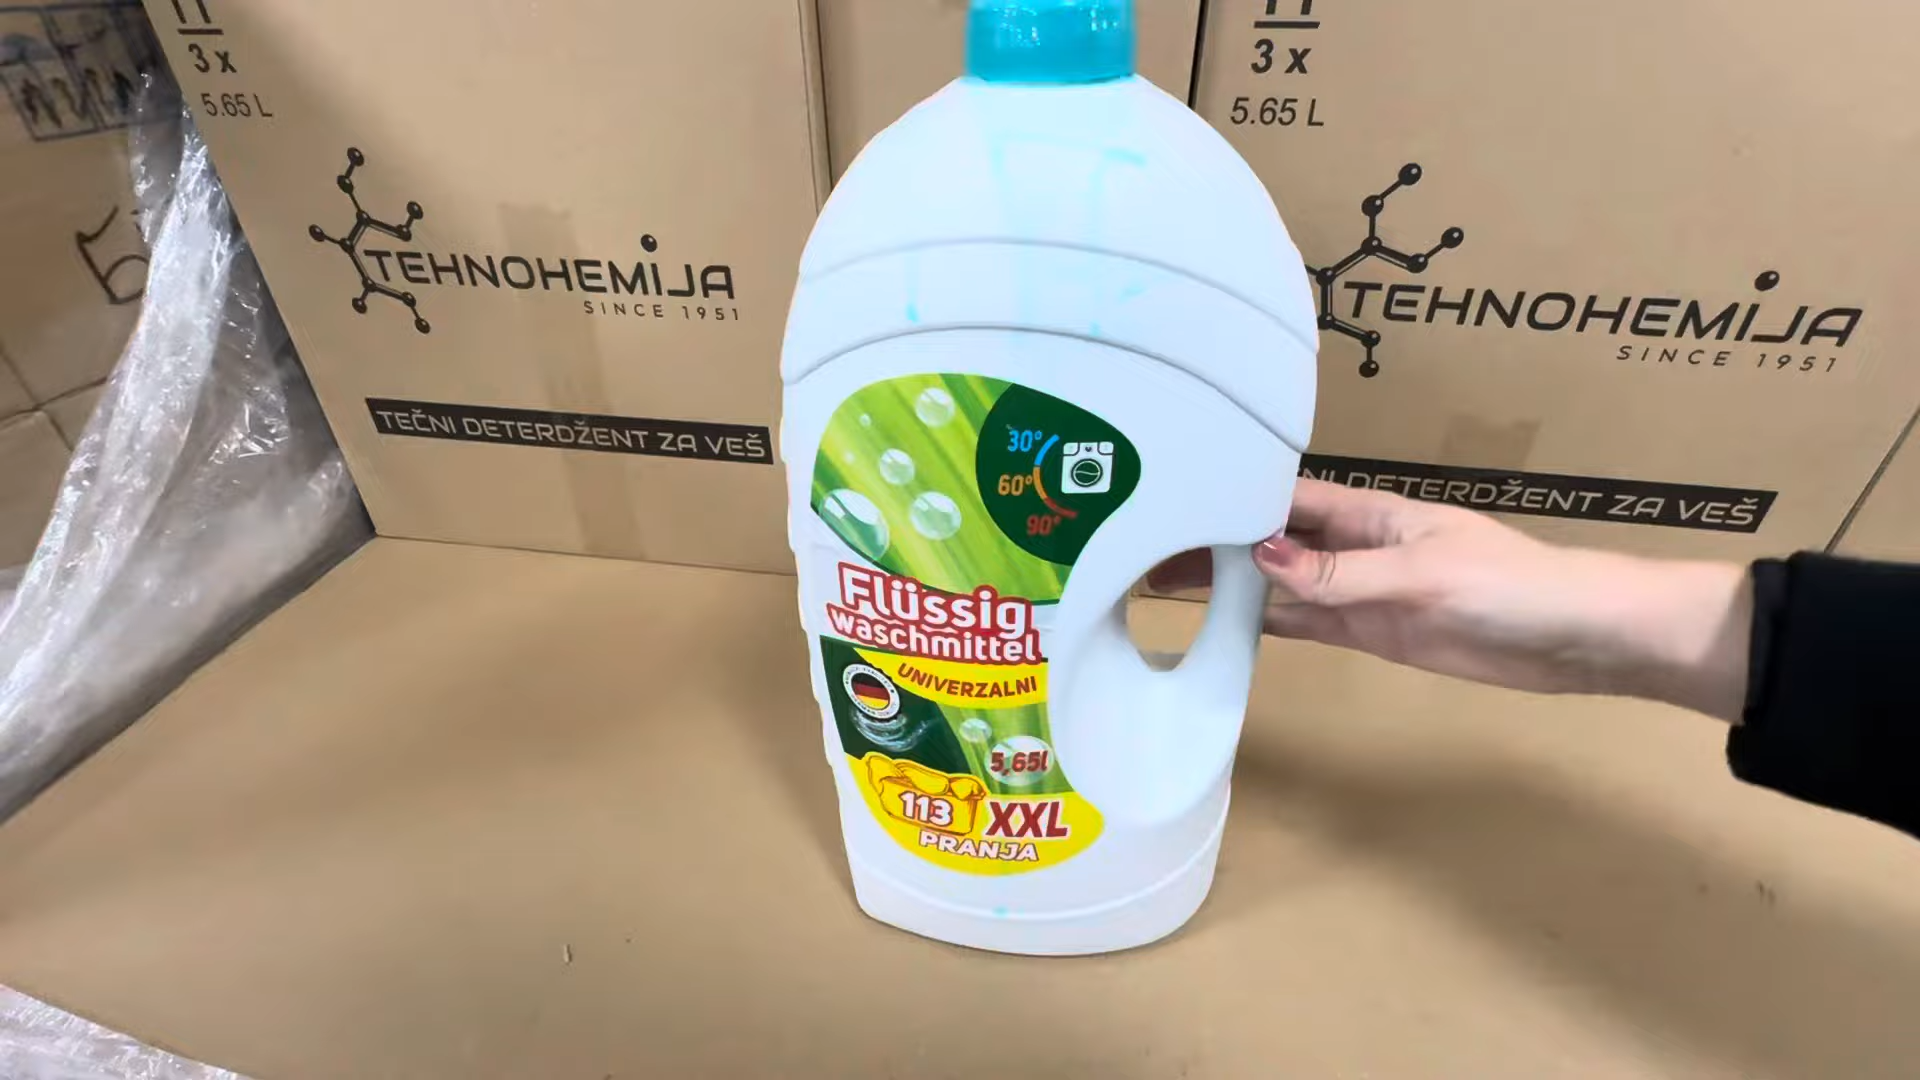 3 x
5.65 L
TEHNOHEMIJA
SINCE 1951
TEČNI DETERDŽENT ZA VEŠ
3 x
5.65 L
TEHNOHEMIJA
SINCE 1951
DETERDŽENT ZA VEŠ
30°
60°
90°
Flüssig
waschmittel
UNIVERZALNI
5,65l
113 XXL
PRANJA